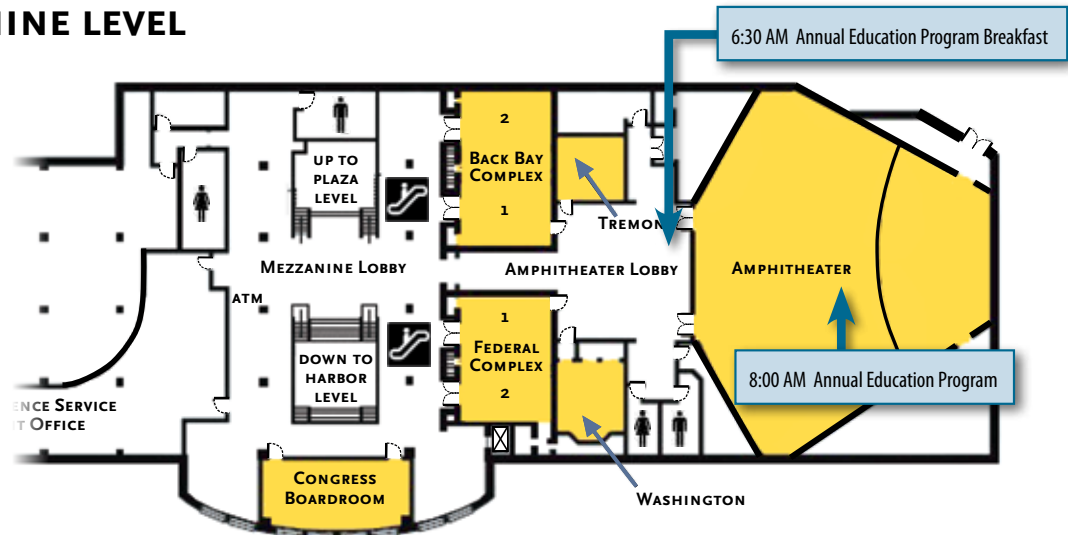 NINE LEVEL
6:30 AM Annual Education Program Breakfast
2
BACK BAY
COMPLEX
1
UP TO
PLAZA
LEVEL
TREMON
MEZZANINE LOBBY
AMPHITHEATER LOBBY
AMPHITHEATER
ATM
1
FEDERAL
COMPLEX
2
DOWN TO
HARBOR
LEVEL
8:00 AM Annual Education Program
ENCE SERVICE
T OFFICE
CONGRESS
BOARDROOM
WASHINGTON